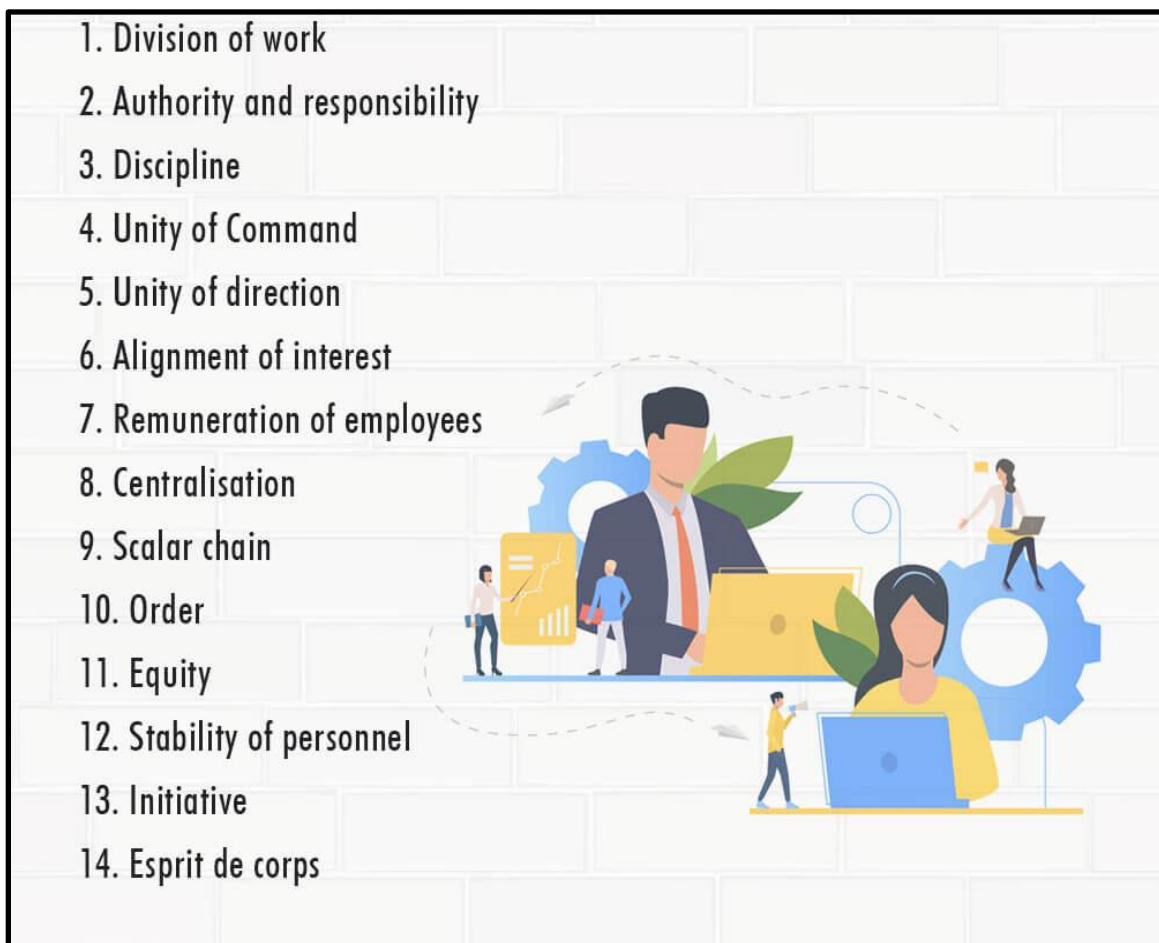 1. Division of work
2. Authority and responsibility
3. Discipline
4. Unity of Command
5. Unity of direction
6. Alignment of interest
7. Remuneration of employees
8. Centralisation
9. Scalar chain
10. Order
11. Equity
12. Stability of personnel
13. Initiative
14. Esprit de corps